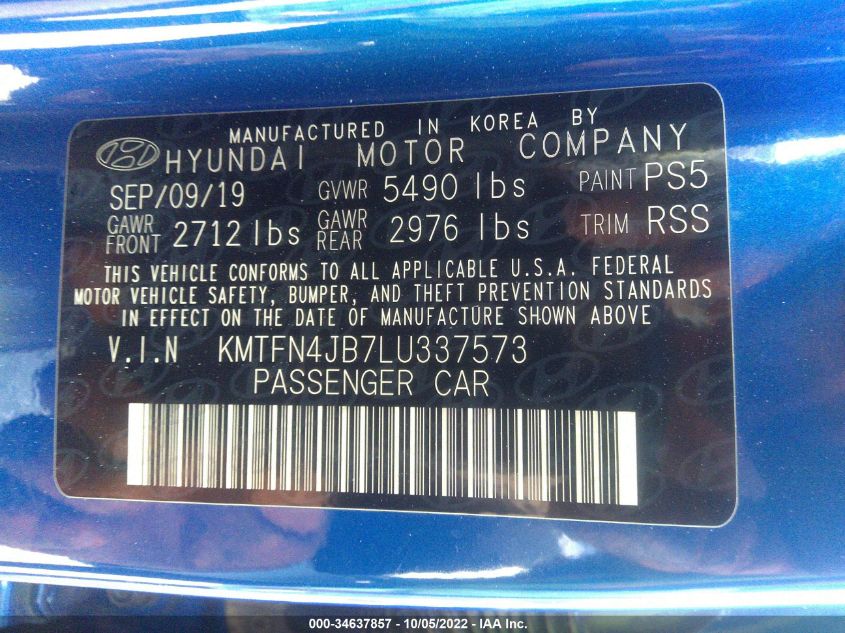 MANUFACTURED IN KOREA BY
HYUNDAI MOTOR COMPANY
SEP/09/19 GVWR 5490 lbs PAINT PS5
GAWR FRONT 2712 lbs GAWR REAR 2976 lbs TRIM RSS
THIS VEHICLE CONFORMS TO ALL APPLICABLE U.S.A. FEDERAL
MOTOR VEHICLE SAFETY, BUMPER, AND THEFT PREVENTION STANDARDS
IN EFFECT ON THE DATE OF MANUFACTURE SHOWN ABOVE
V.I.N KMTFN4JB7LU337573
PASSENGER CAR
000-34637857 - 10/05/2022 - IAA Inc.